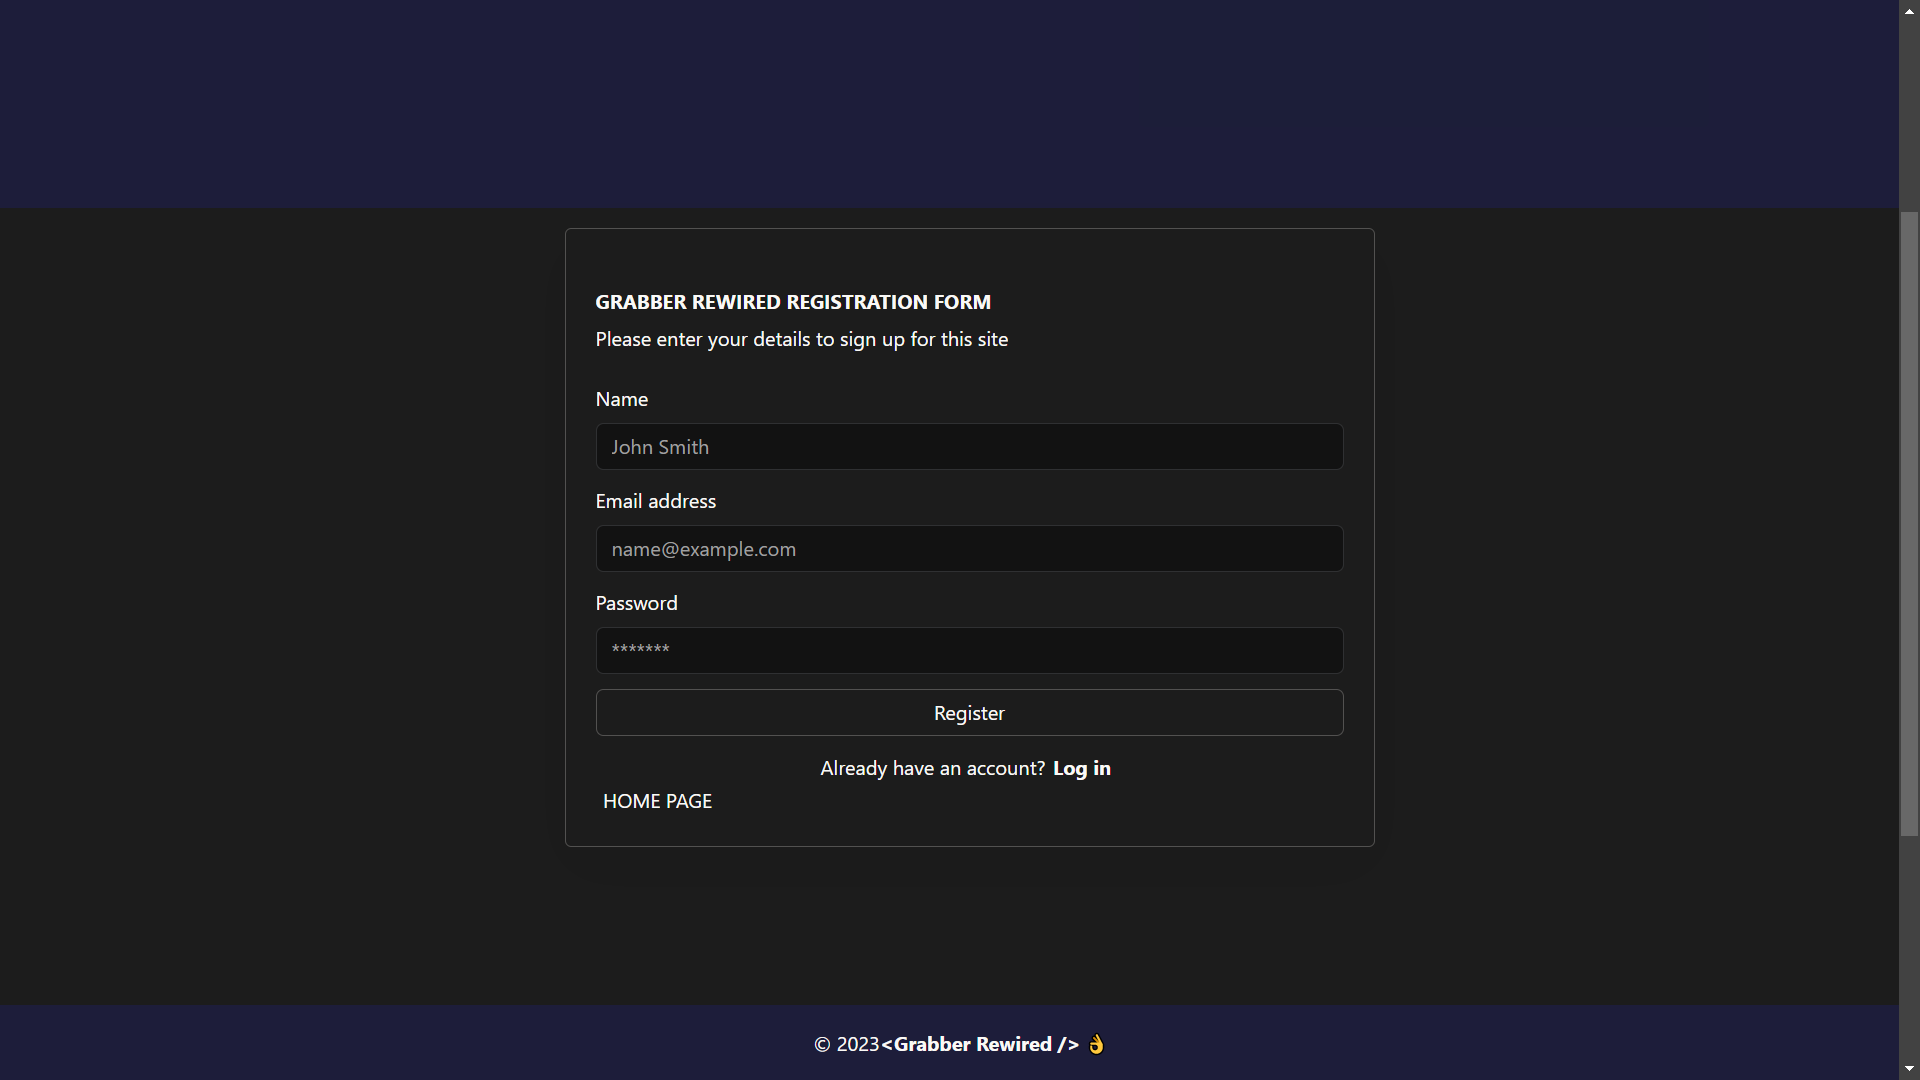 GRABBER REWIRED REGISTRATION FORM
Please enter your details to sign up for this site
Name
John Smith
Email address
name@example.com
Password
*******
Register
Already have an account? Log in
HOME PAGE
© 2023<Grabber Rewired /> 👌